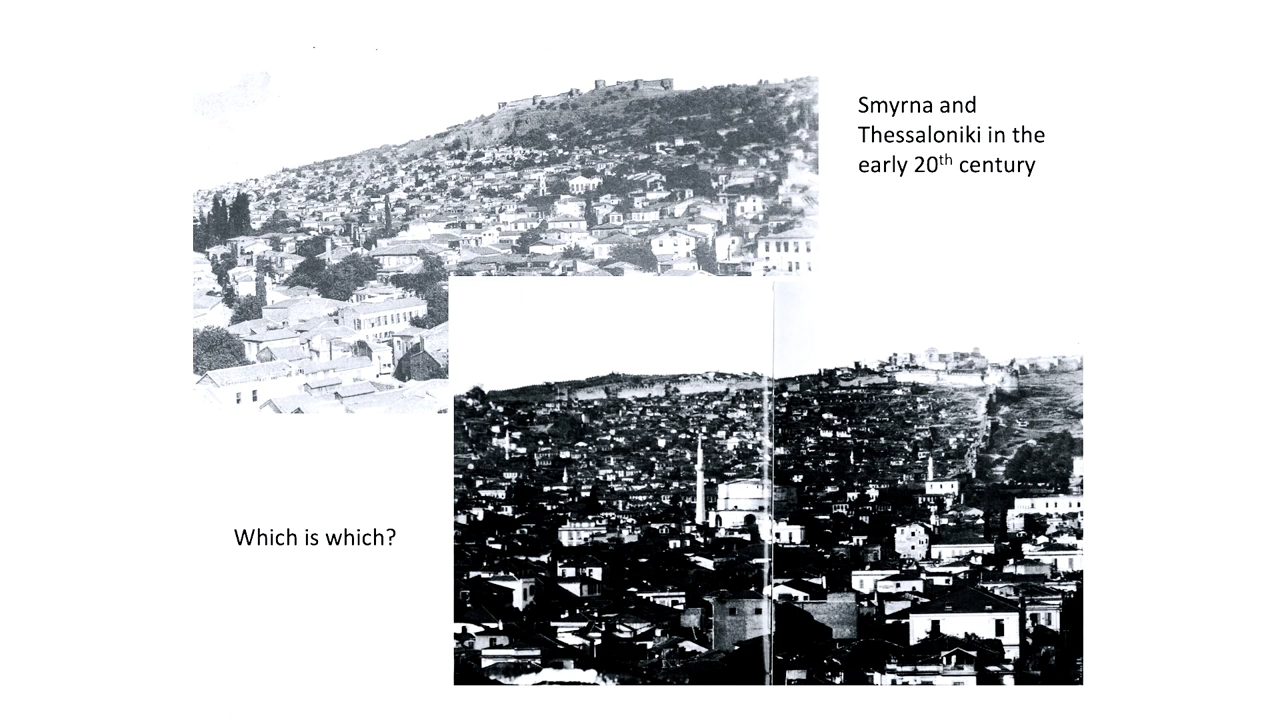 Smyrna and
Thessaloniki in the
early 20th century
Which is which?